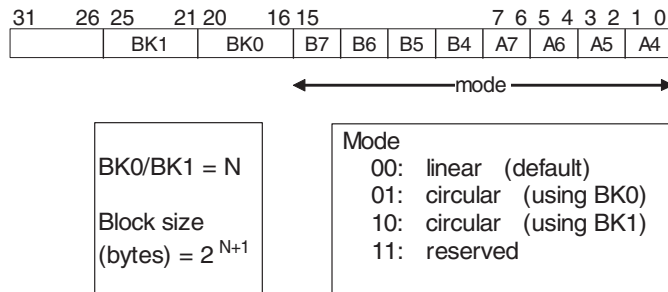 31 26 25 21 20 16 15 7 6 5 4 3 2 1 0
BK1 BK0 B7 B6 B5 B4 A7 A6 A5 A4
mode
BK0/BK1 = N
Block size
(bytes) = 2 N+1
Mode
00: linear (default)
01: circular (using BK0)
10: circular (using BK1)
11: reserved